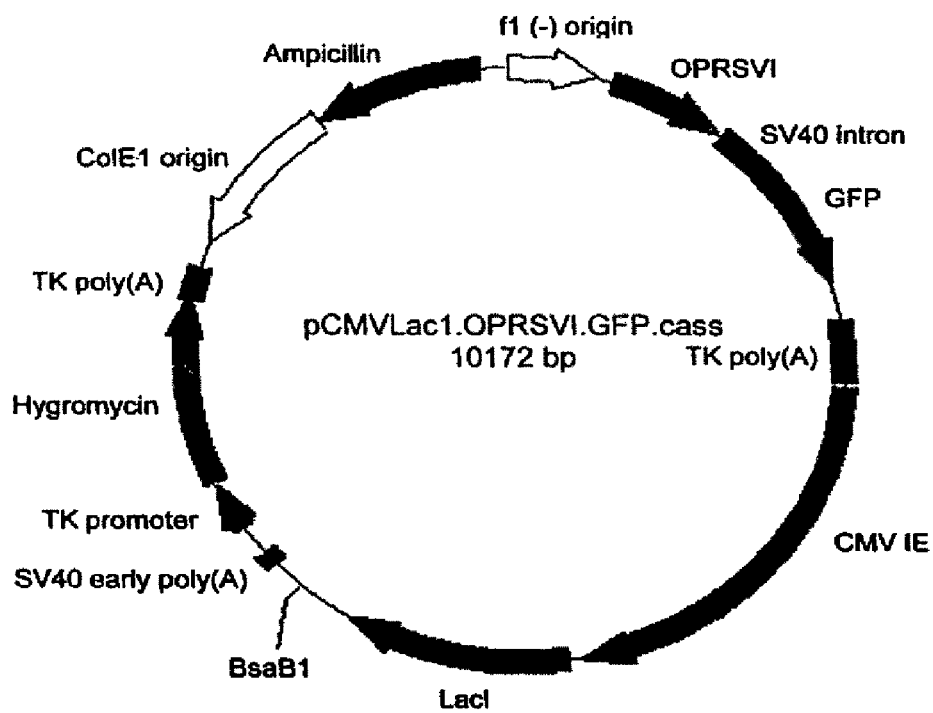 f1 (-) origin
Ampicillin
OPRSVI
SV40 intron
ColE1 origin
GFP
TK poly(A)
pCMVLac1.OPRSVI.GFP.cass
10172 bp
TK poly(A)
Hygromycin
TK promoter
CMV IE
SV40 early poly(A)
BsaB1
LacI